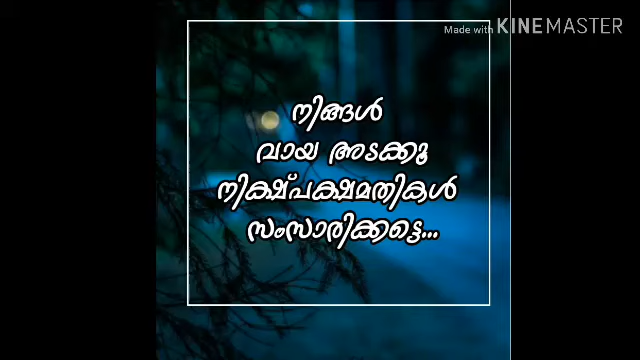 Made with KINEMASTER
നിങ്ങൾ
വായ അടക്കൂ
നിക്ഷ്പക്ഷമതികൾ
സംസാരിക്കട്ടെ...